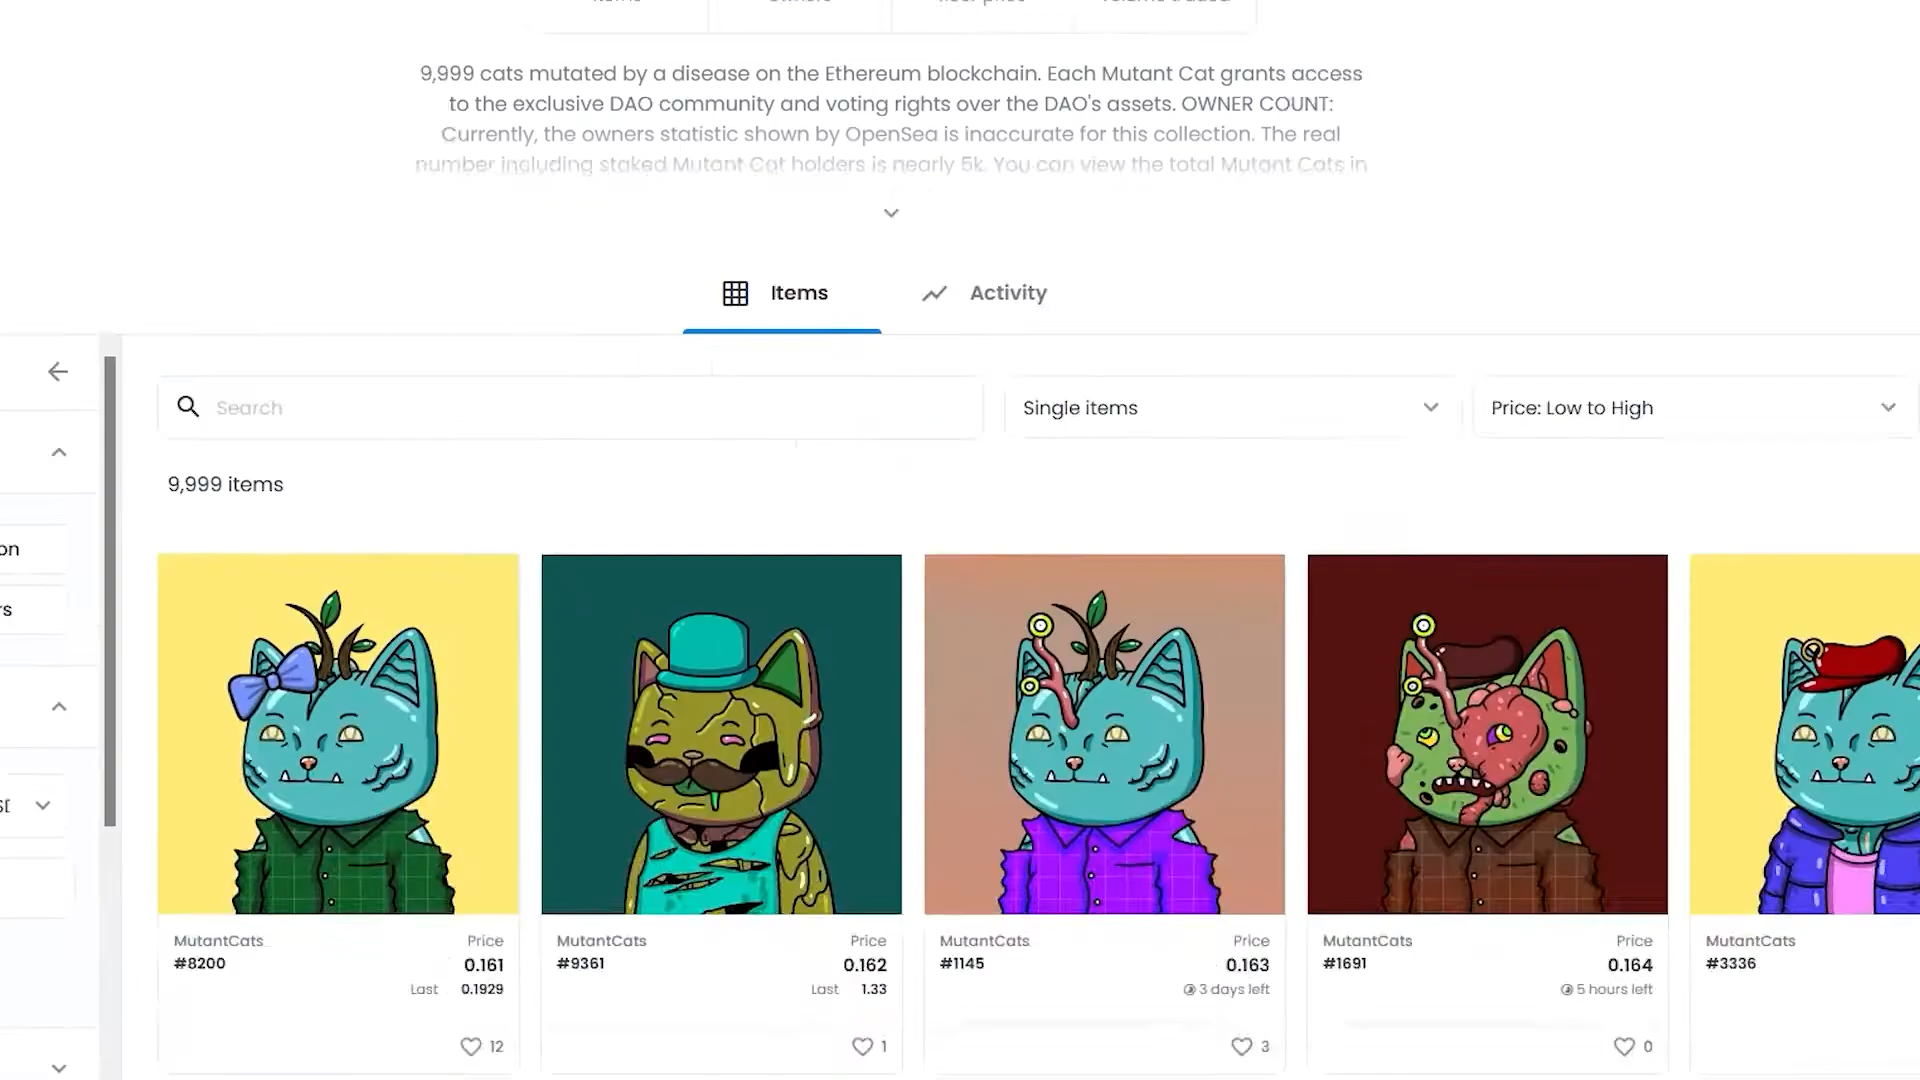 9,999 cats mutated by a disease on the Ethereum blockchain. Each Mutant Cat grants access
to the exclusive DAO community and voting rights over the DAO's assets. OWNER COUNT:
Currently, the owners statistic shown by OpenSea is inaccurate for this collection. The real
number including staked Mutant Cat holders is nearly 5k. You can view the total Mutant Cats in
Items
Activity
Search
Single items
Price: Low to High
9,999 items
on
rs
MutantCats
Price
#8200
0.161
Last 0.1929
12
MutantCats
Price
#9361
0.162
Last 1.33
1
MutantCats
Price
#1145
0.163
3 days left
3
MutantCats
Price
#1691
0.164
5 hours left
0
MutantCats
#3336